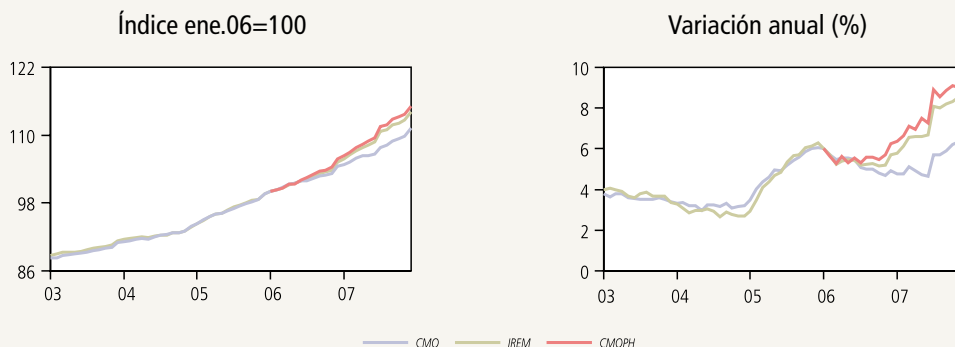 Índice ene.06=100
122
110
98
86
03 04 05 06 07
Variación anual (%)
10
8
6
4
2
0
03 04 05 06 07
CMO IREM CMOPH